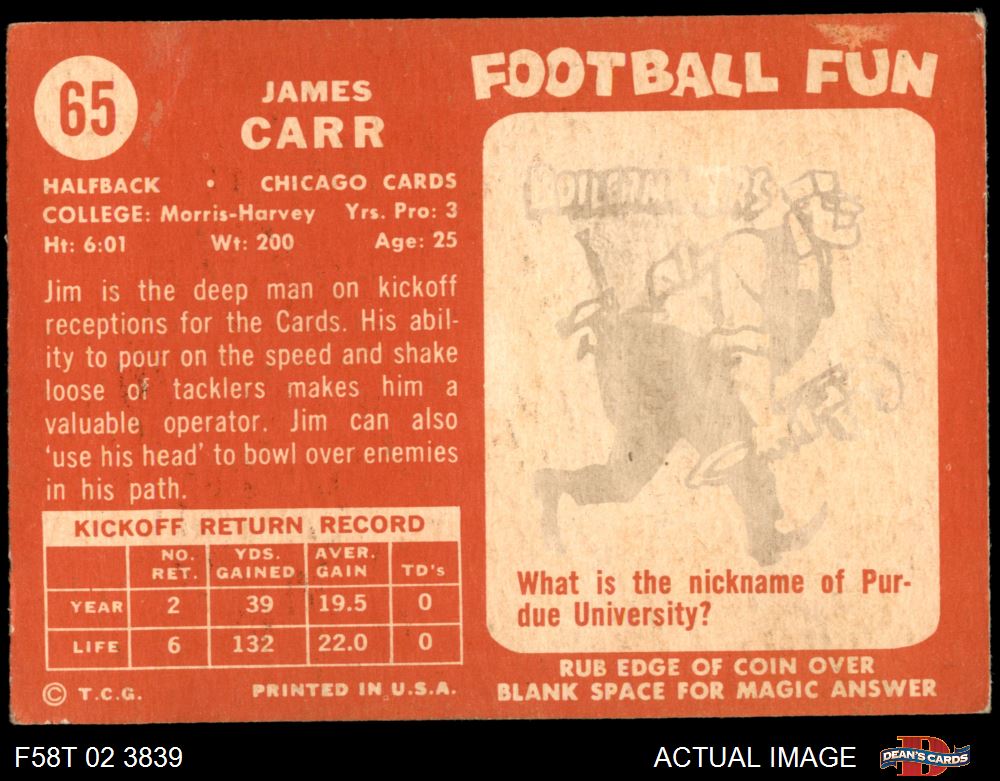 65
JAMES
CARR
HALFBACK • CHICAGO CARDS
COLLEGE: Morris-Harvey Yrs. Pro: 3
Ht: 6:01 Wt: 200 Age: 25
Jim is the deep man on kickoff
receptions for the Cards. His abil-
ity to pour on the speed and shake
loose of tacklers makes him a
valuable operator. Jim can also
'use his head' to bowl over enemies
in his path.
KICKOFF RETURN RECORD
NO. RET. YDS. GAINED AVER. GAIN TD's
YEAR 2 39 19.5 0
LIFE 6 132 22.0 0
© T.C.G. PRINTED IN U.S.A.
FOOTBALL FUN
BOILERMAKERS
What is the nickname of Pur-
due University?
RUB EDGE OF COIN OVER
BLANK SPACE FOR MAGIC ANSWER
F58T 02 3839
ACTUAL IMAGE
DEAN'S CARDS